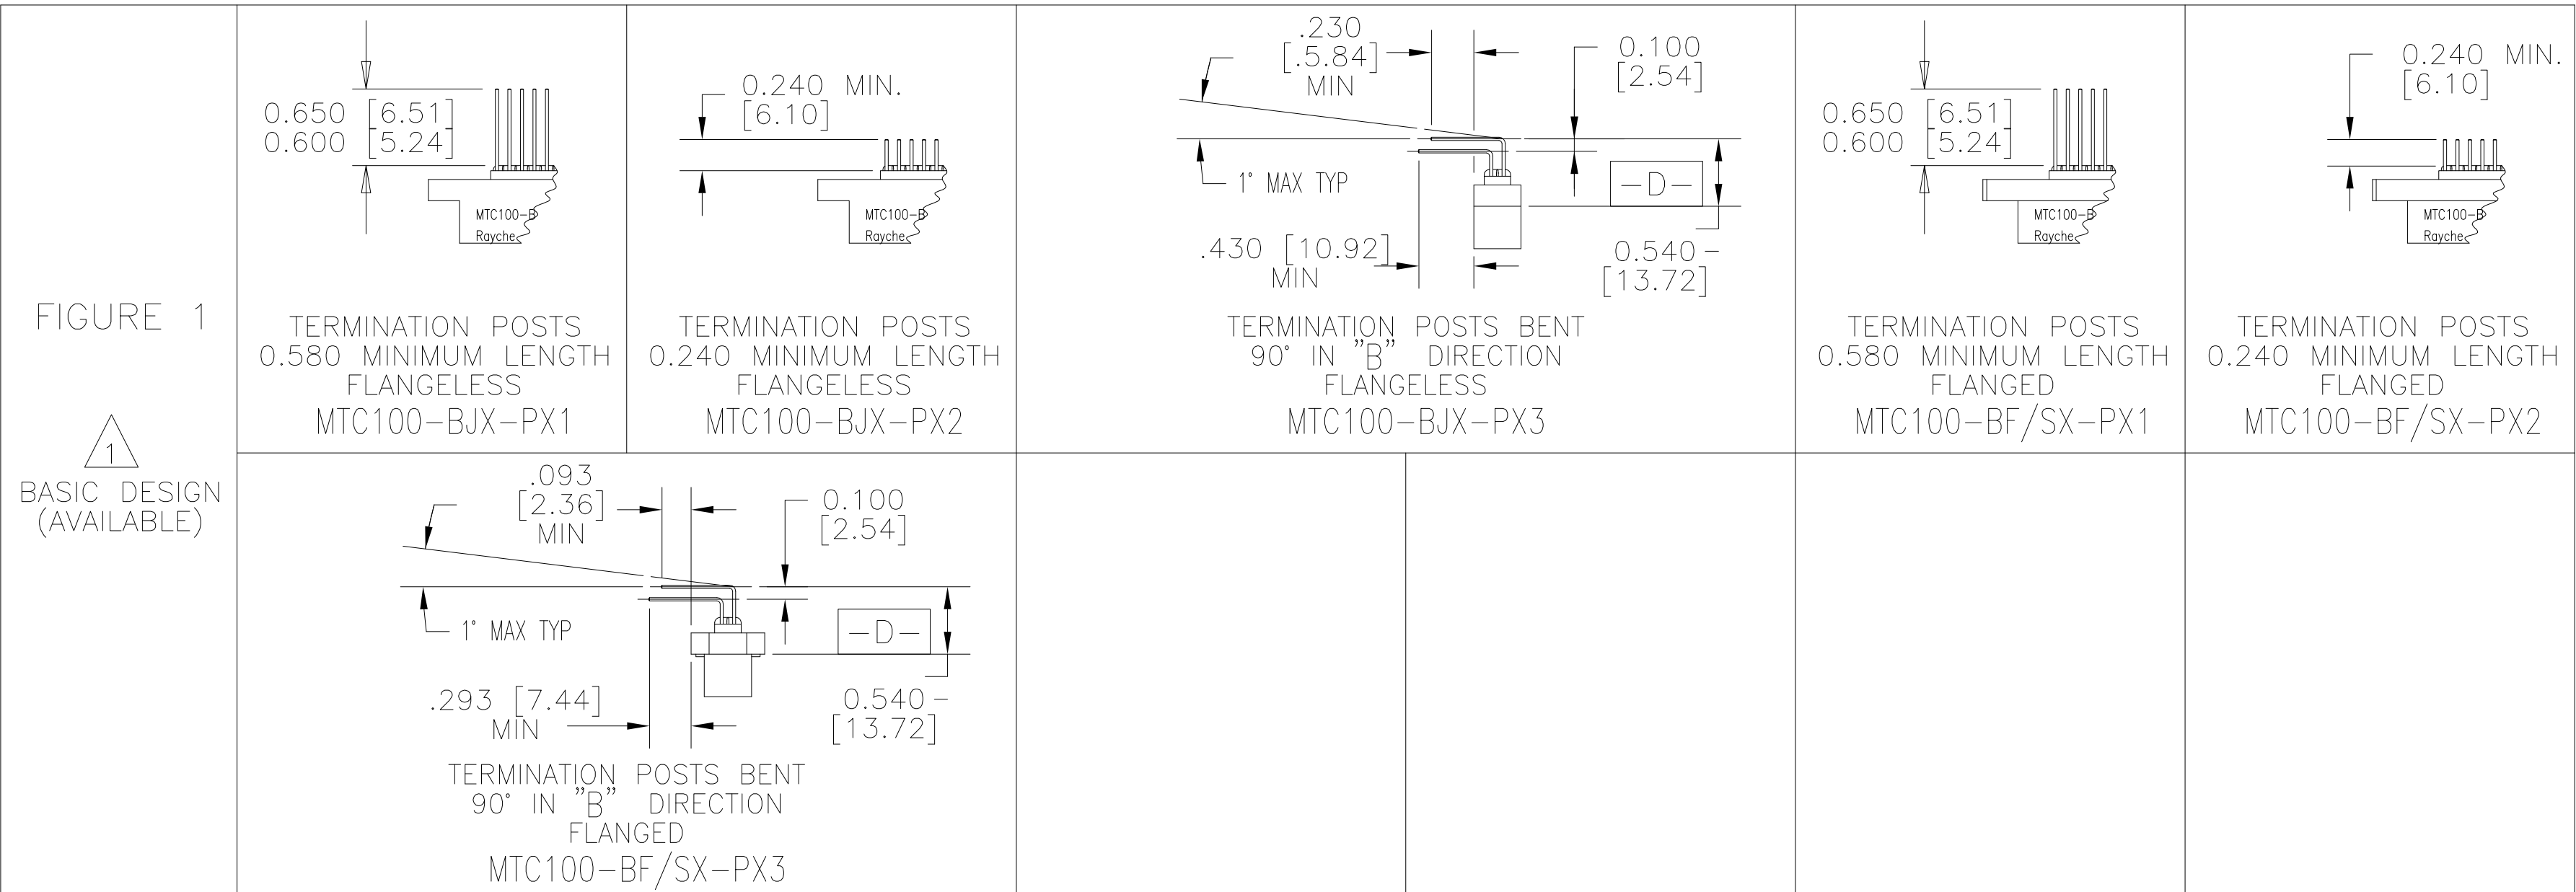 FIGURE 1
1
BASIC DESIGN
(AVAILABLE)
0.650 [6.51]
0.600 [5.24]
MTC100-B
Rayche
TERMINATION POSTS
0.580 MINIMUM LENGTH
FLANGELESS
MTC100-BJX-PX1
0.240 MIN.
[6.10]
MTC100-B
Rayche
TERMINATION POSTS
0.240 MINIMUM LENGTH
FLANGELESS
MTC100-BJX-PX2
.230
[.5.84]
MIN
0.100
[2.54]
1° MAX TYP
-D-
.430 [10.92]
MIN
0.540-
[13.72]
TERMINATION POSTS BENT
90° IN "B" DIRECTION
FLANGELESS
MTC100-BJX-PX3
0.650 [6.51]
0.600 [5.24]
MTC100-B
Rayche
TERMINATION POSTS
0.580 MINIMUM LENGTH
FLANGED
MTC100-BF/SX-PX1
0.240 MIN.
[6.10]
MTC100-B
Rayche
TERMINATION POSTS
0.240 MINIMUM LENGTH
FLANGED
MTC100-BF/SX-PX2
.093
[2.36]
MIN
0.100
[2.54]
1° MAX TYP
-D-
.293 [7.44]
MIN
0.540-
[13.72]
TERMINATION POSTS BENT
90° IN "B" DIRECTION
FLANGED
MTC100-BF/SX-PX3